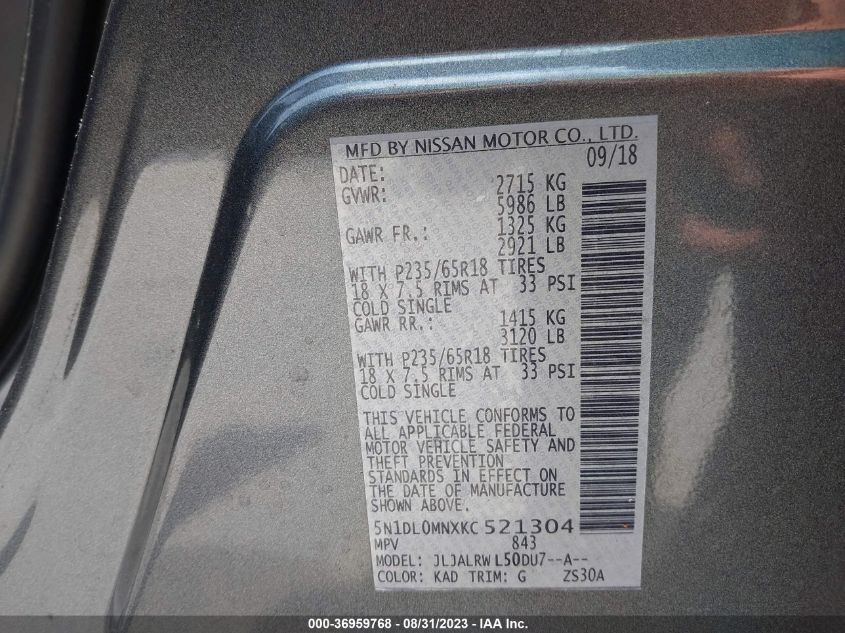 MFD BY NISSAN MOTOR CO., LTD.
DATE: 09/18
GVWR: 2715 KG
5986 LB
GAWR FR.: 1325 KG
2921 LB
WITH P235/65R18 TIRES
18 X 7.5 RIMS AT 33 PSI
COLD SINGLE
GAWR RR.: 1415 KG
3120 LB
WITH P235/65R18 TIRES
18 X 7.5 RIMS AT 33 PSI
COLD SINGLE
THIS VEHICLE CONFORMS TO
ALL APPLICABLE FEDERAL
MOTOR VEHICLE SAFETY AND
THEFT PREVENTION
STANDARDS IN EFFECT ON
THE DATE OF MANUFACTURE
SHOWN ABOVE.
5N1DL0MNXKC 521304
MPV 843
MODEL: JLJALRW L50DU7--A--
COLOR: KAD TRIM: G ZS30A
000-36959768 - 08/31/2023 - IAA Inc.